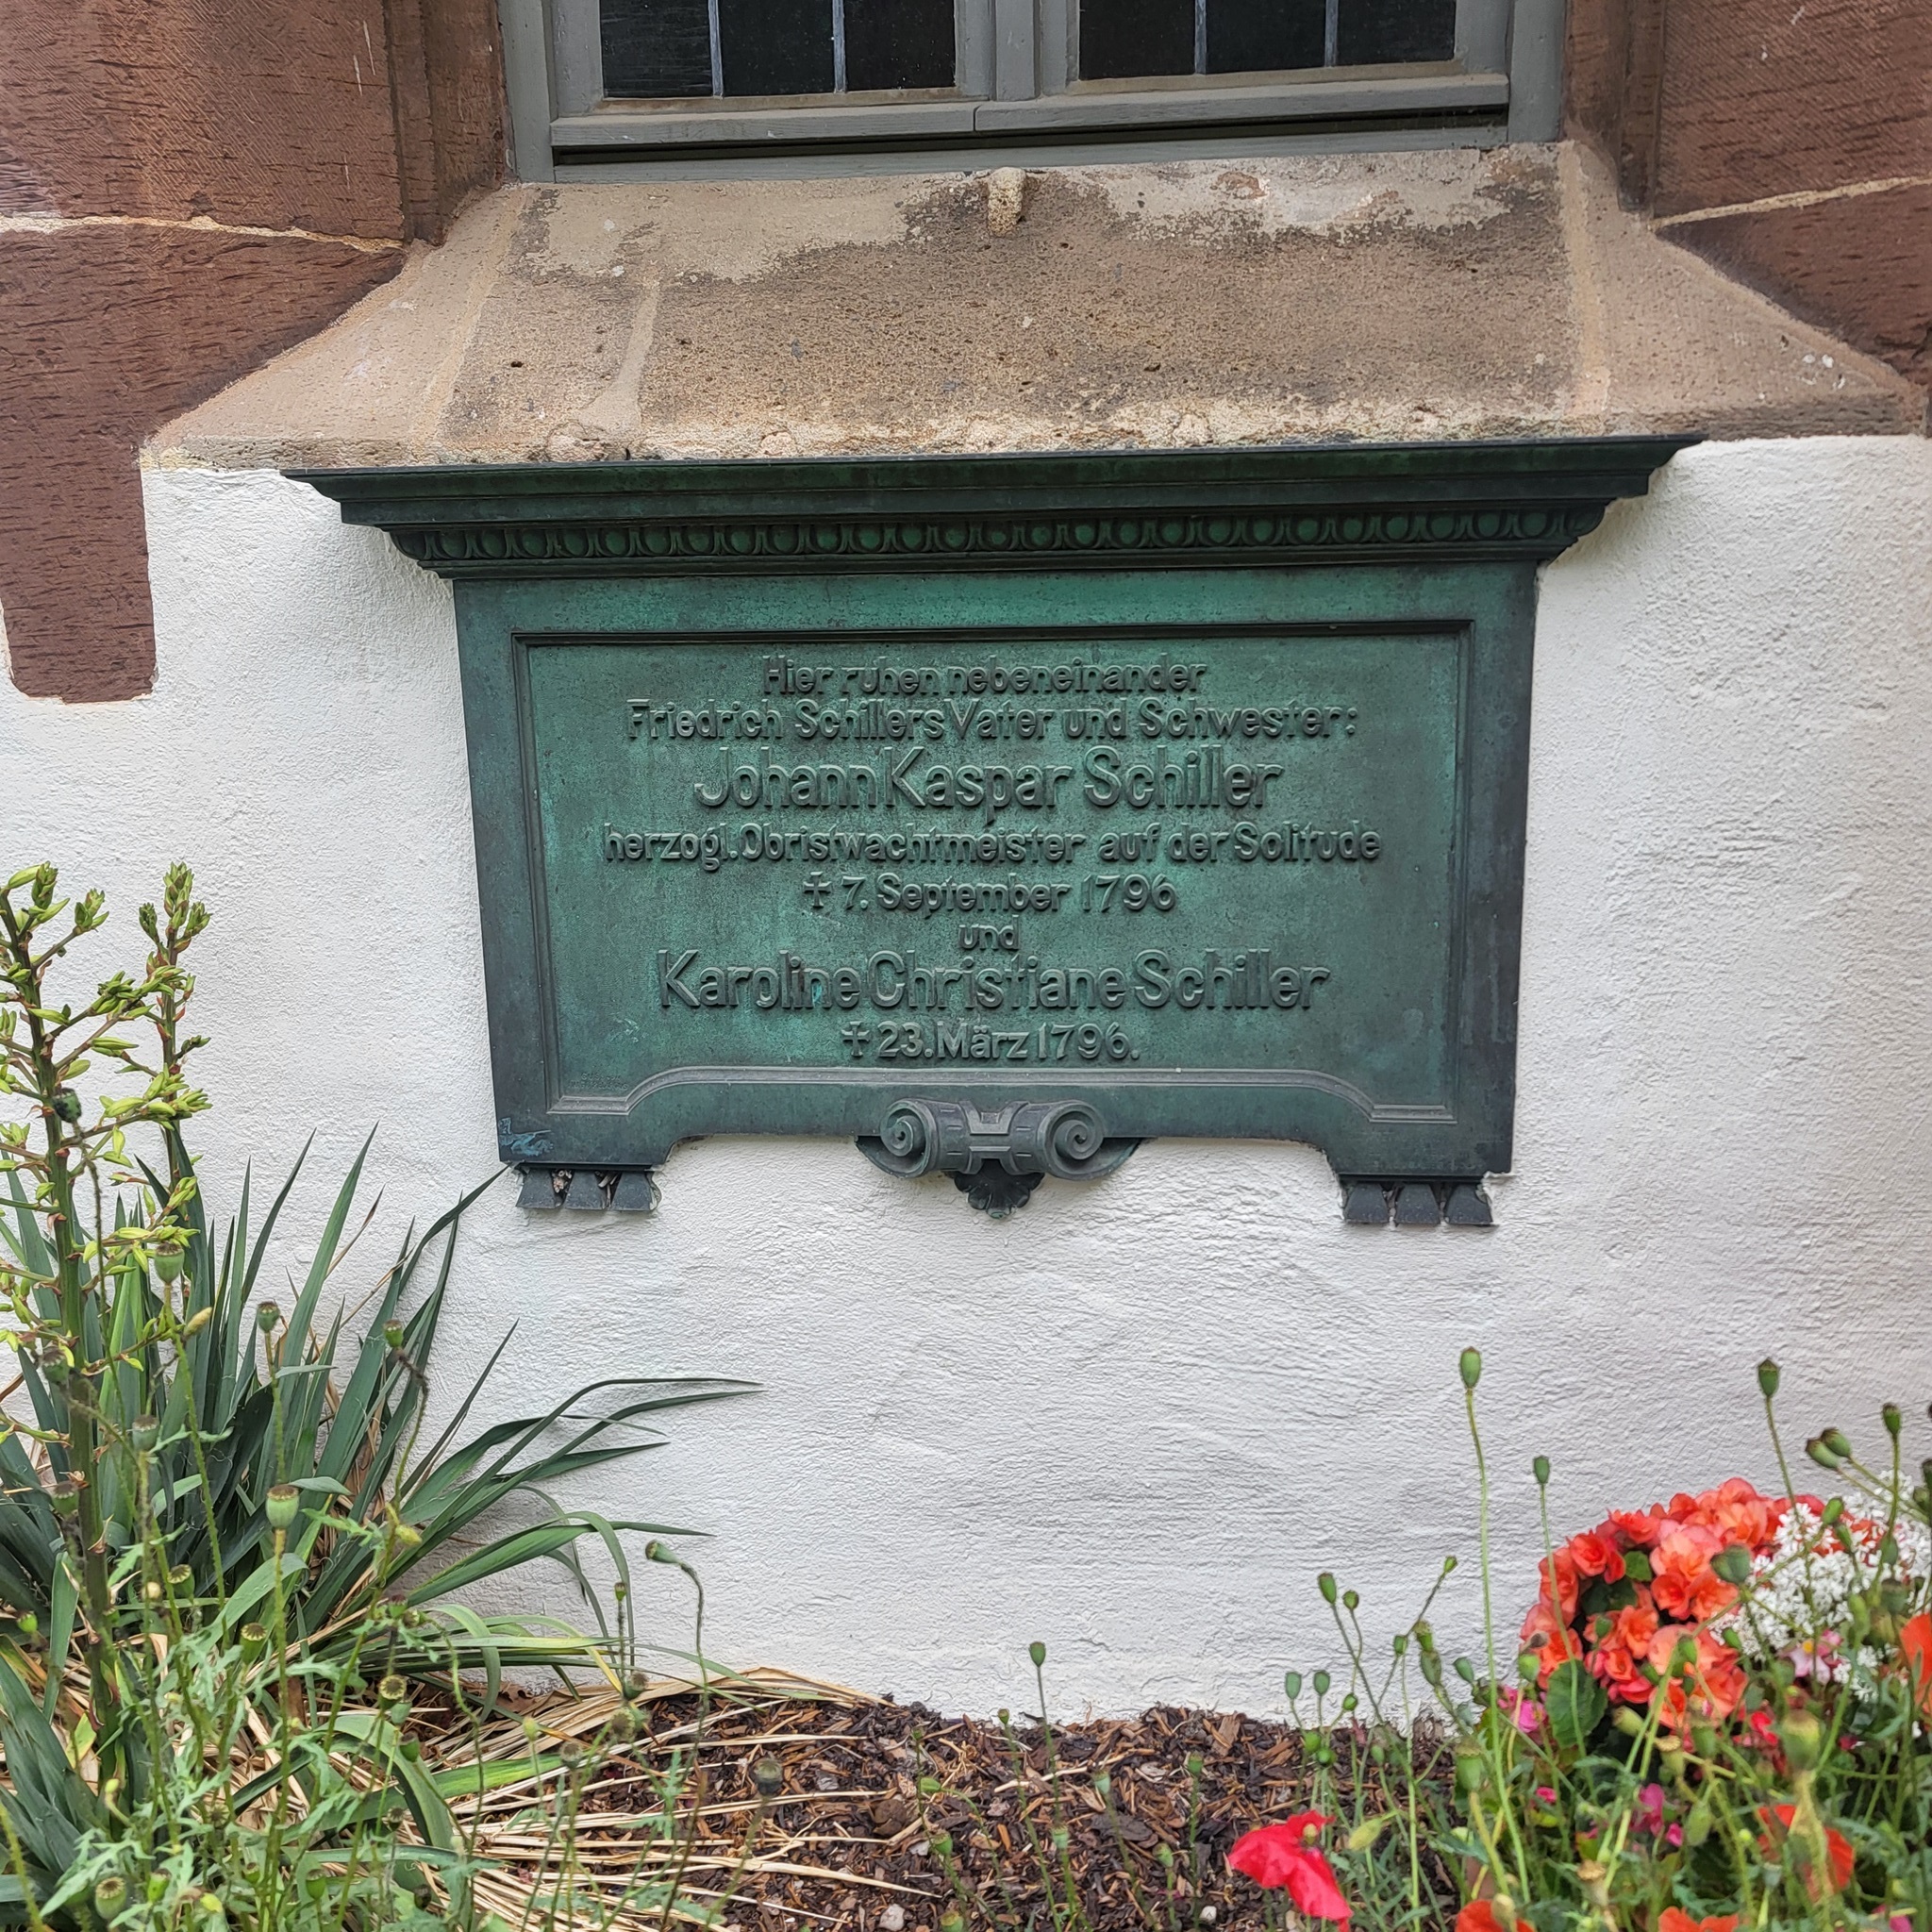 Hier ruhen nebeneinander
Friedrich Schillers Vater und Schwester:
Johann Kaspar Schiller
herzogl. Obristwachtmeister auf der Solitude
✝ 7. September 1796
und
Karoline Christiane Schiller
✝ 23. März 1796.